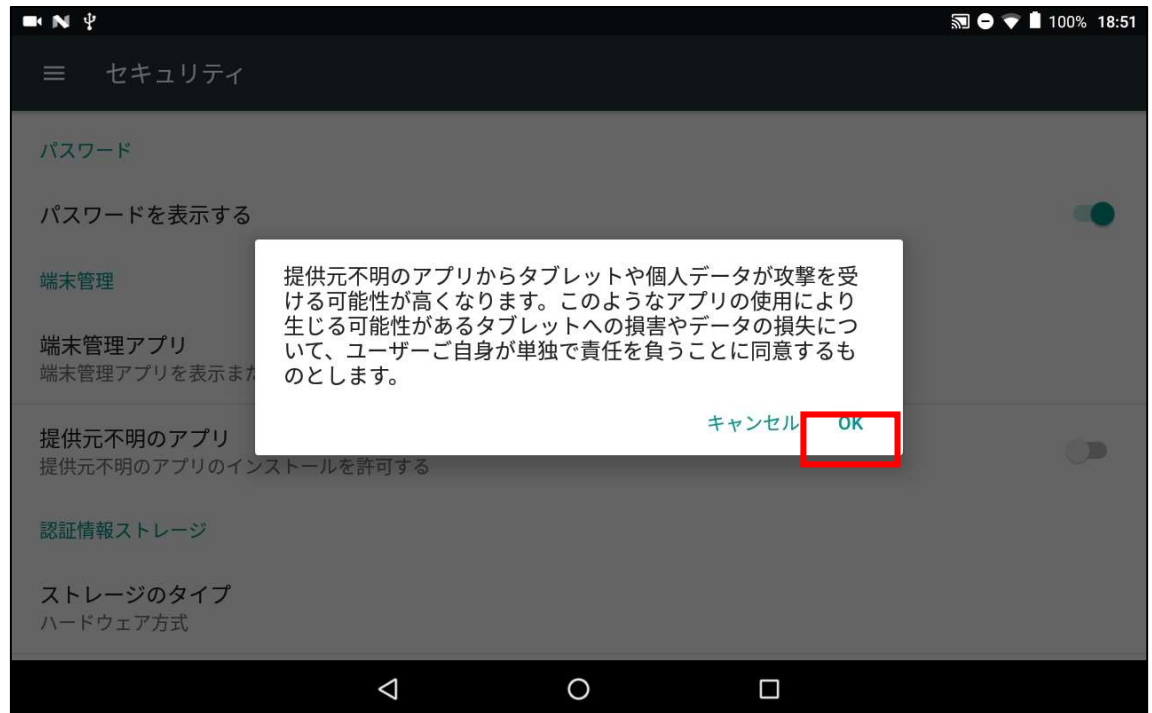 100% 18:51
セキュリティ
パスワード
パスワードを表示する
端末管理
端末管理アプリ
端末管理アプリを表示また
提供元不明のアプリからタブレットや個人データが攻撃を受
ける可能性が高くなります。このようなアプリの使用により
生じる可能性があるタブレットへの損害やデータの損失につ
いて、ユーザーご自身が単独で責任を負うことに同意するも
のとします。
キャンセル OK
提供元不明のアプリ
提供元不明のアプリのインストールを許可する
認証情報ストレージ
ストレージのタイプ
ハードウェア方式